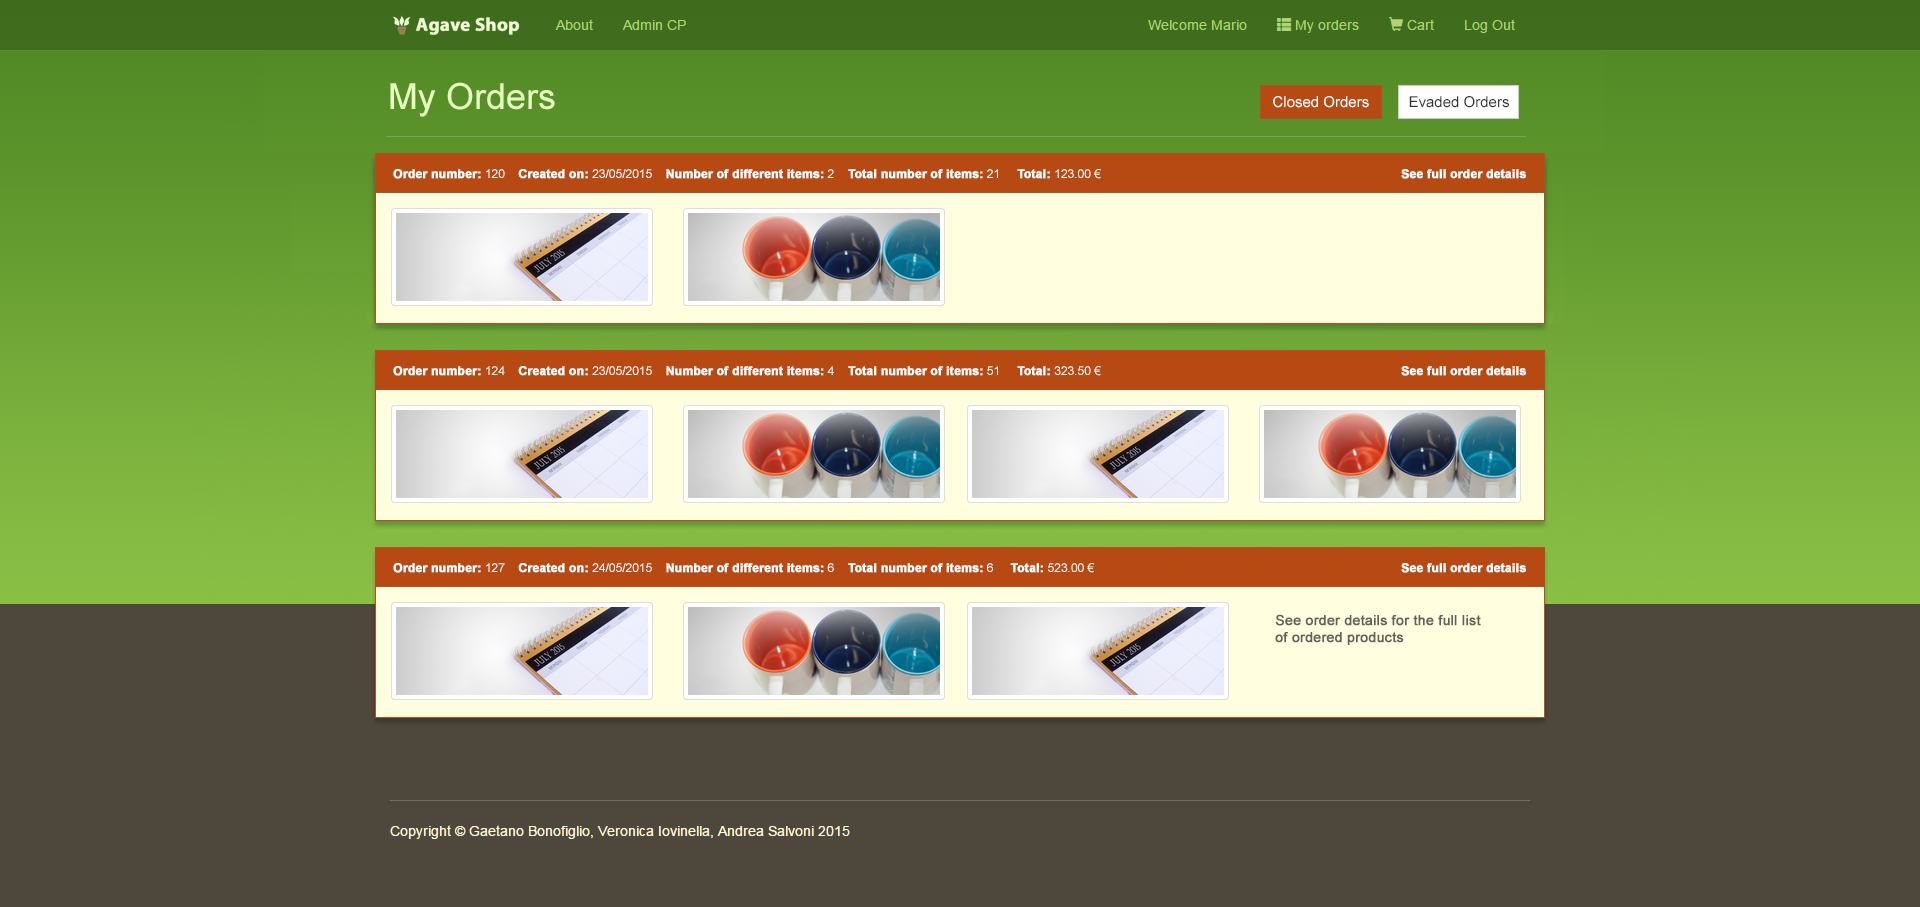 Agave Shop About Admin CP Welcome Mario My orders Cart Log Out
My Orders Closed Orders Evaded Orders
Order number: 120 Created on: 23/05/2015 Number of different items: 2 Total number of items: 21 Total: 123.00 € See full order details
JULY 2015
Order number: 124 Created on: 23/05/2015 Number of different items: 4 Total number of items: 51 Total: 323.50 € See full order details
JULY 2015 JULY 2015
Order number: 127 Created on: 24/05/2015 Number of different items: 6 Total number of items: 6 Total: 523.00 € See full order details
See order details for the full list
of ordered products
JULY 2015 JULY 2015
Copyright © Gaetano Bonofiglio, Veronica Iovinella, Andrea Salvoni 2015